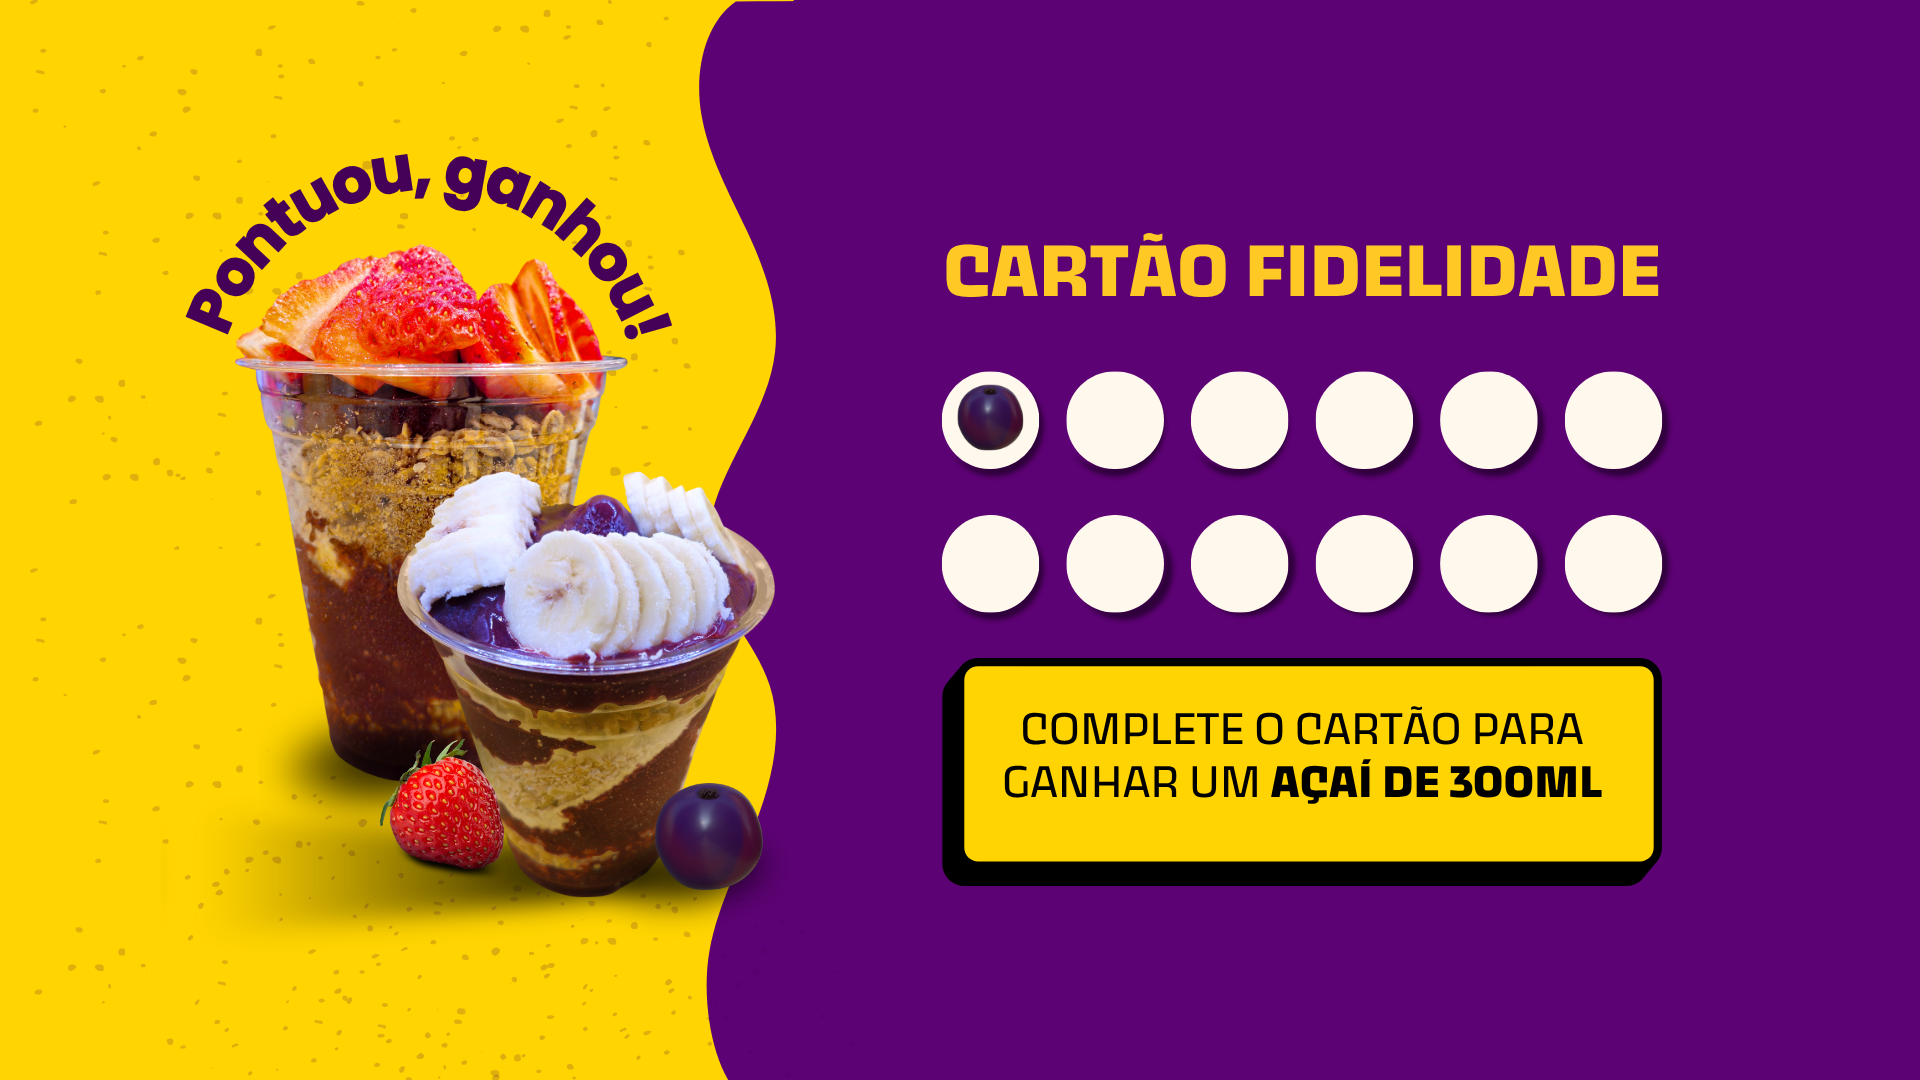 Pontuou, ganhou!
CARTÃO FIDELIDADE
COMPLETE O CARTÃO PARA
GANHAR UM AÇAÍ DE 300ML